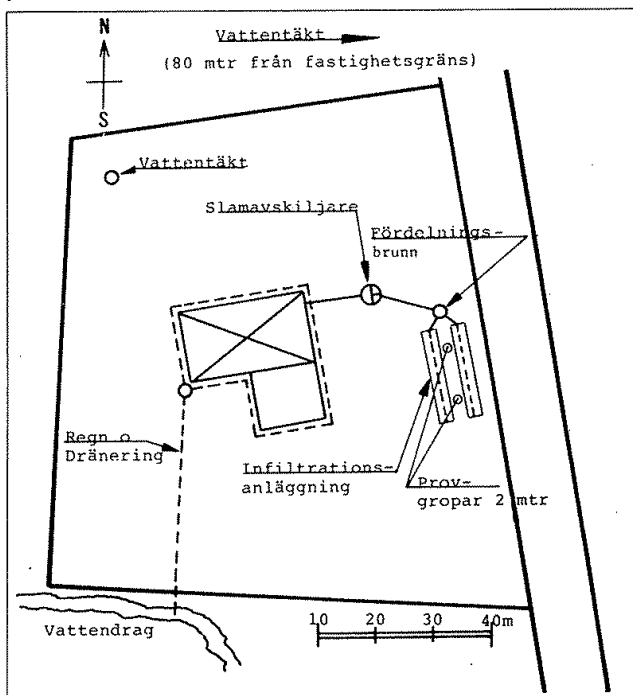 N
Vattentäkt
(80 mtr från fastighetsgräns)
S
Vattentäkt
Slamavskiljare
Fördelnings-
brunn
Regn o
Dränering
Infiltrations-
anläggning
Prov-
gropar 2 mtr
Vattendrag
10 20 30 40m